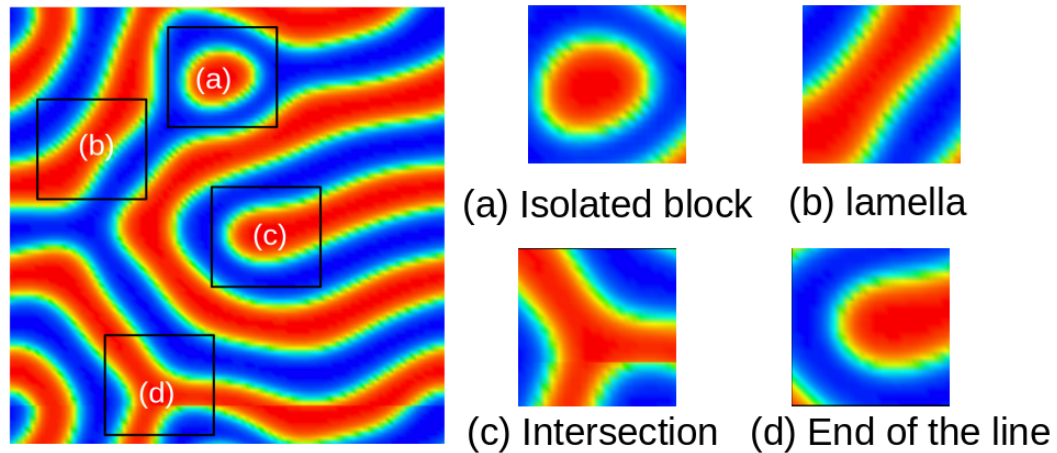 (a)
(b)
(c)
(d)
(a) Isolated block
(b) lamella
(c) Intersection
(d) End of the line